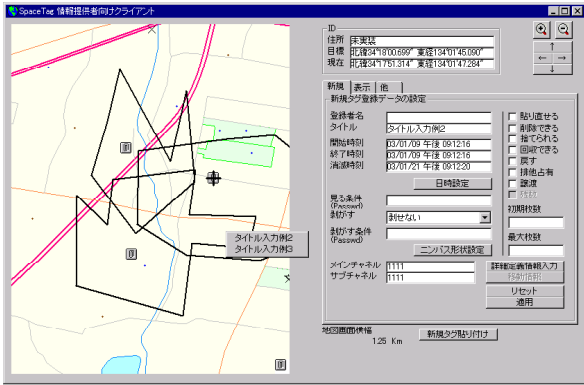 SpaceTag 情報提供者向けクライアント
ID
住所 未実装
目標 北緯34°18'00.699" 東経134°01'45.090"
現在 北緯34°17'51.314" 東経134°01'47.284"
新規 表示 他
新規タグ登録データの設定
登録者名
タイトル タイトル入力例2
開始時刻 03/01/09 午後 09:12:16
終了時刻 03/01/09 午後 09:12:16
消滅時刻 03/01/21 午後 09:12:20
日時設定
見る条件
(Passwd)
剥がす 剥せない
剥がす条件
(Passwd)
ニンバス形状設定
メインチャネル 1111
サブチャネル 1111
貼り直せる
削除できる
捨てられる
回収できる
戻す
排他占有
譲渡
初期枚数
最大枚数
詳細定義情報入力
移動情報
リセット
適用
タイトル入力例2
タイトル入力例3
地図画面横幅
1.25 Km
新規タグ貼り付け